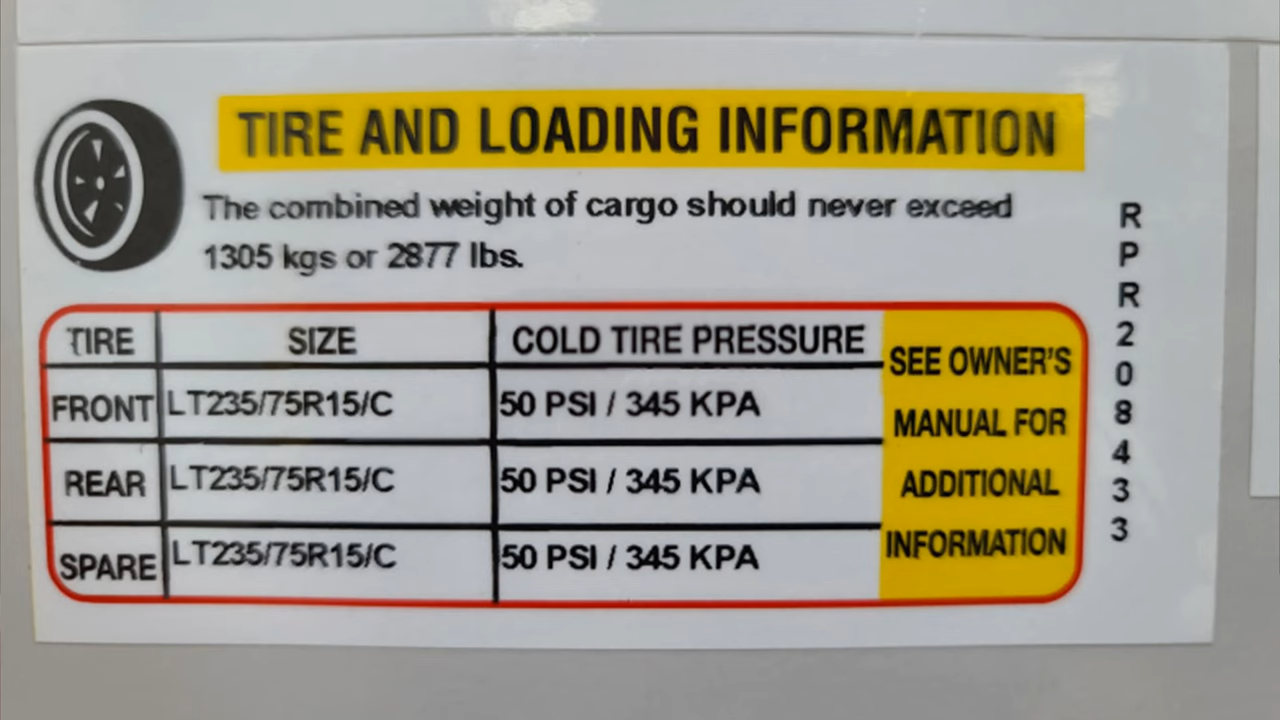 TIRE AND LOADING INFORMATION
The combined weight of cargo should never exceed
1305 kgs or 2877 lbs.
TIRE SIZE COLD TIRE PRESSURE
FRONT LT235/75R15/C 50 PSI / 345 KPA
REAR LT235/75R15/C 50 PSI / 345 KPA
SPARE LT235/75R15/C 50 PSI / 345 KPA
SEE OWNER'S
MANUAL FOR
ADDITIONAL
INFORMATION
RPR208433